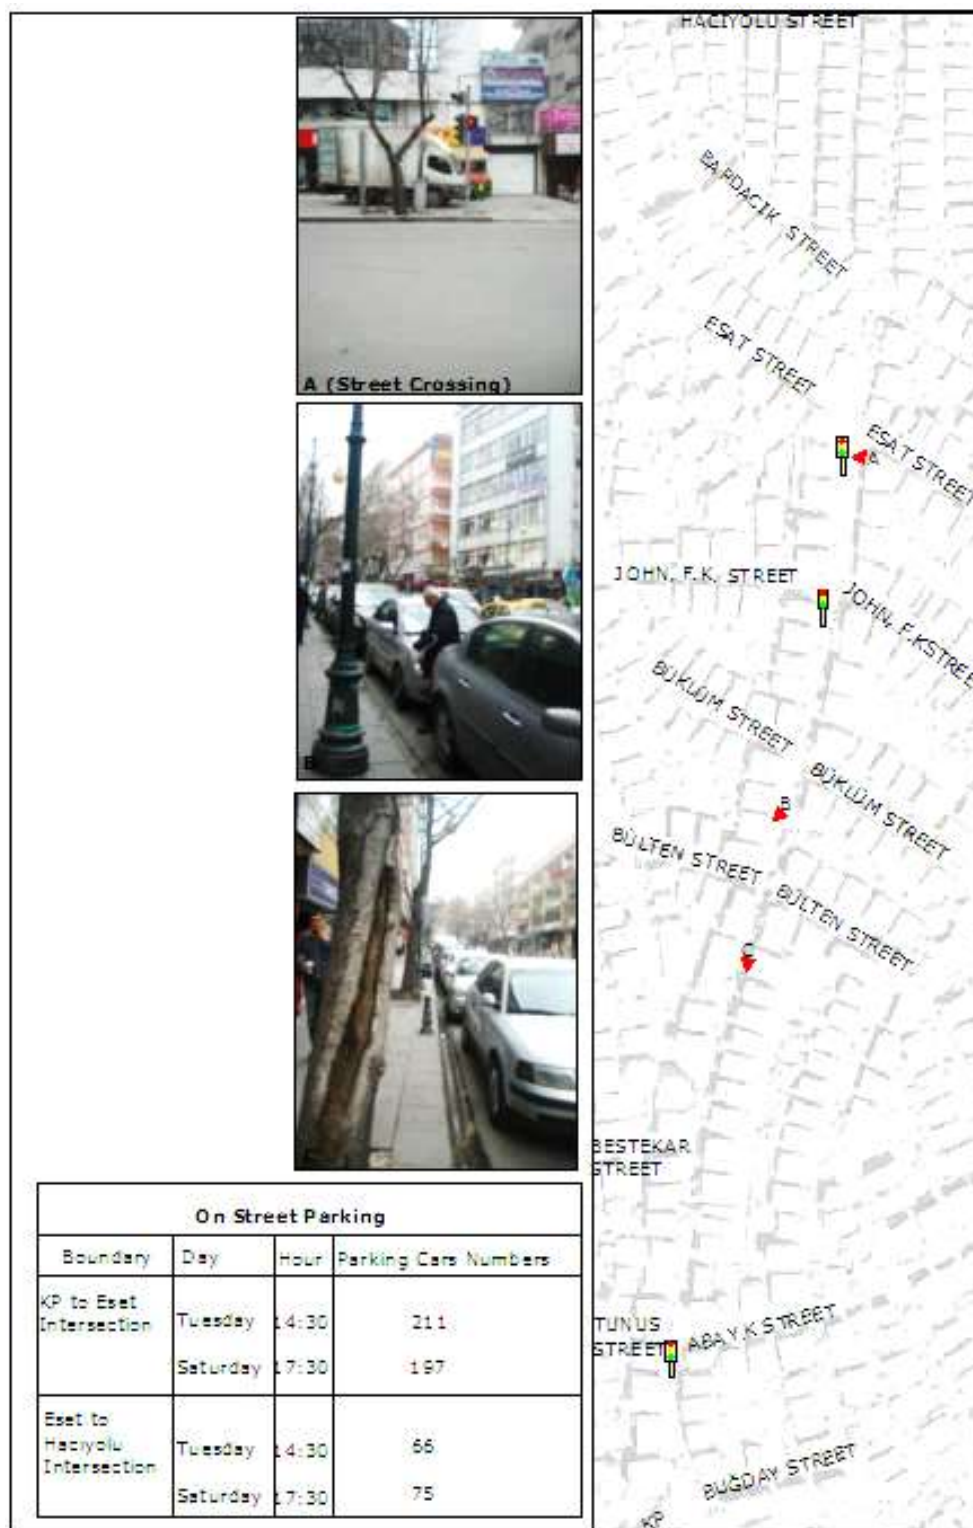 A (Street Crossing)
B
On Street Parking
Boundary Day Hour Parking Cars Numbers
KP to Eset
Intersection
Tuesday 14:30 211
Saturday 17:30 197
Eset to
Haciyolu
Intersection
Tuesday 14:30 66
Saturday 17:30 75
HACIYOLU STREET
BARDACIK STREET
ESAT STREET
ESAT STREET
A
JOHN. F.K. STREET
JOHN. F.KSTREE
BÜKLÜM STREET
BÜKLÜM STREET
B
BÜLTEN STREET
BÜLTEN STREET
C
BESTEKAR
STREET
TUNUS
STREET
ABAY.K STREET
BUĞDAY STREET
KP